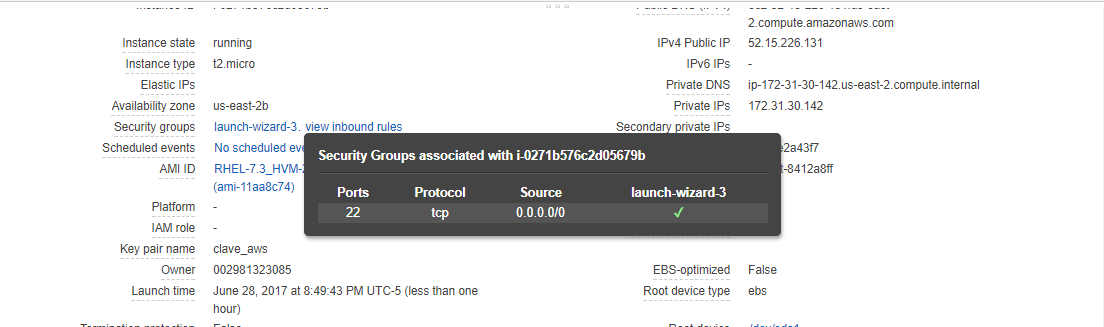 2.compute.amazonaws.com
Instance state running IPv4 Public IP 52.15.226.131
Instance type t2.micro IPv6 IPs -
Elastic IPs Private DNS ip-172-31-30-142.us-east-2.compute.internal
Availability zone us-east-2b Private IPs 172.31.30.142
Security groups launch-wizard-3. view inbound rules Secondary private IPs
Scheduled events No scheduled eve e2a43f7
Security Groups associated with i-0271b576c2d05679b
AMI ID RHEL-7.3_HVM- t-8412a8ff
(ami-11aa8c74)
Ports Protocol Source launch-wizard-3
22 tcp 0.0.0.0/0 ✓
Platform -
IAM role -
Key pair name clave_aws
Owner 002981323085 EBS-optimized False
Launch time June 28, 2017 at 8:49:43 PM UTC-5 (less than one Root device type ebs
hour)